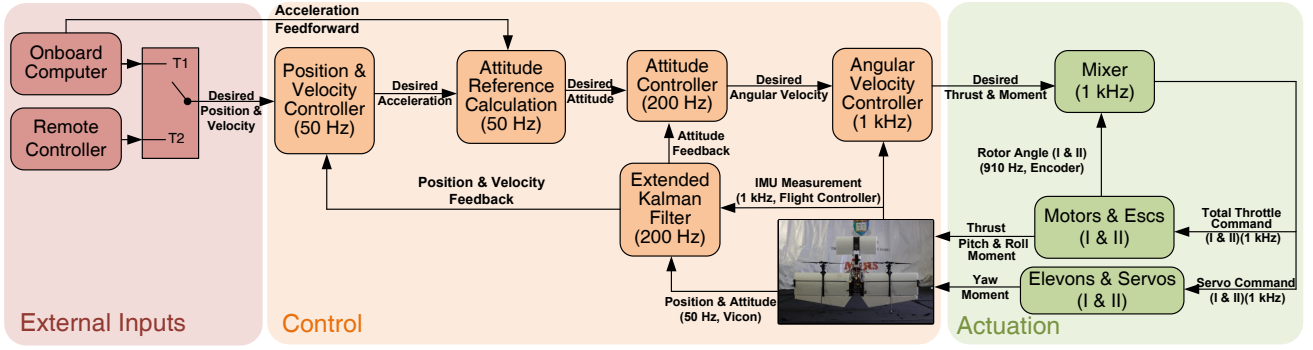 Acceleration
Feedforward
Onboard
Computer
T1
Remote
Controller
T2
Desired
Position &
Velocity
External Inputs
Position &
Velocity
Controller
(50 Hz)
Desired
Acceleration
Attitude
Reference
Calculation
(50 Hz)
Desired
Attitude
Attitude
Controller
(200 Hz)
Desired
Angular Velocity
Angular
Velocity
Controller
(1 kHz)
Attitude
Feedback
Position & Velocity
Feedback
Extended
Kalman
Filter
(200 Hz)
IMU Measurement
(1 kHz, Flight Controller)
Position & Attitude
(50 Hz, Vicon)
Control
Desired
Thrust & Moment
Mixer
(1 kHz)
Rotor Angle (I & II)
(910 Hz, Encoder)
Motors & Escs
(I & II)
Total Throttle
Command
(I & II)(1 kHz)
Thrust
Pitch & Roll
Moment
Elevons & Servos
(I & II)
Servo Command
(I & II)(1 kHz)
Yaw
Moment
Actuation